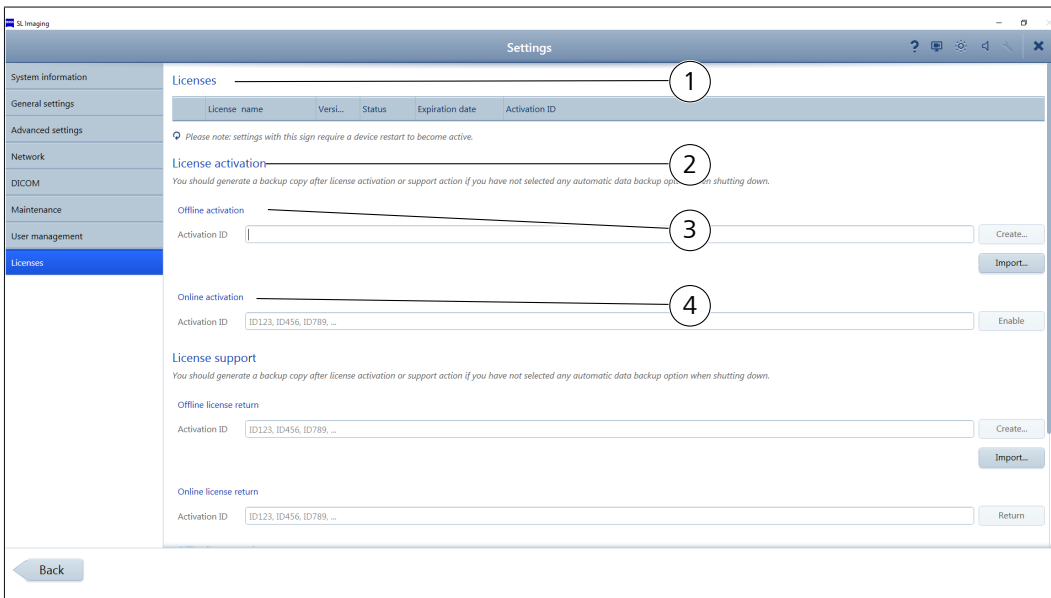 SL Imaging
Settings
?
System information
General settings
Advanced settings
Network
DICOM
Maintenance
User management
Licenses
Licenses
1
License name Versi... Status Expiration date Activation ID
Please note: settings with this sign require a device restart to become active.
License activation
2
You should generate a backup copy after license activation or support action if you have not selected any automatic data backup option when shutting down.
Offline activation
3
Activation ID Create...
Import...
Online activation
4
Activation ID ID123, ID456, ID789, ... Enable
License support
You should generate a backup copy after license activation or support action if you have not selected any automatic data backup option when shutting down.
Offline license return
Activation ID ID123, ID456, ID789, ... Create...
Import...
Online license return
Activation ID ID123, ID456, ID789, ... Return
Back